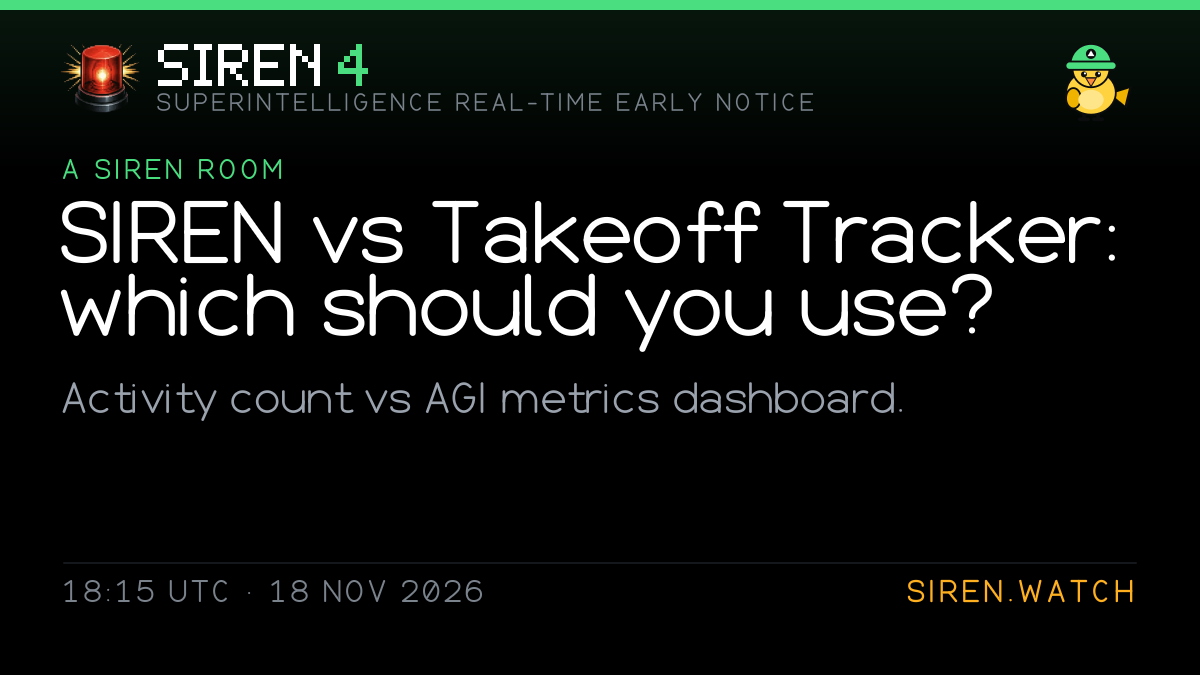 SIREN 4
SUPERINTELLIGENCE REAL-TIME EARLY NOTICE
A SIREN ROOM
SIREN vs Takeoff Tracker:
which should you use?
Activity count vs AGI metrics dashboard.
18:15 UTC · 18 NOV 2026
SIREN.WATCH